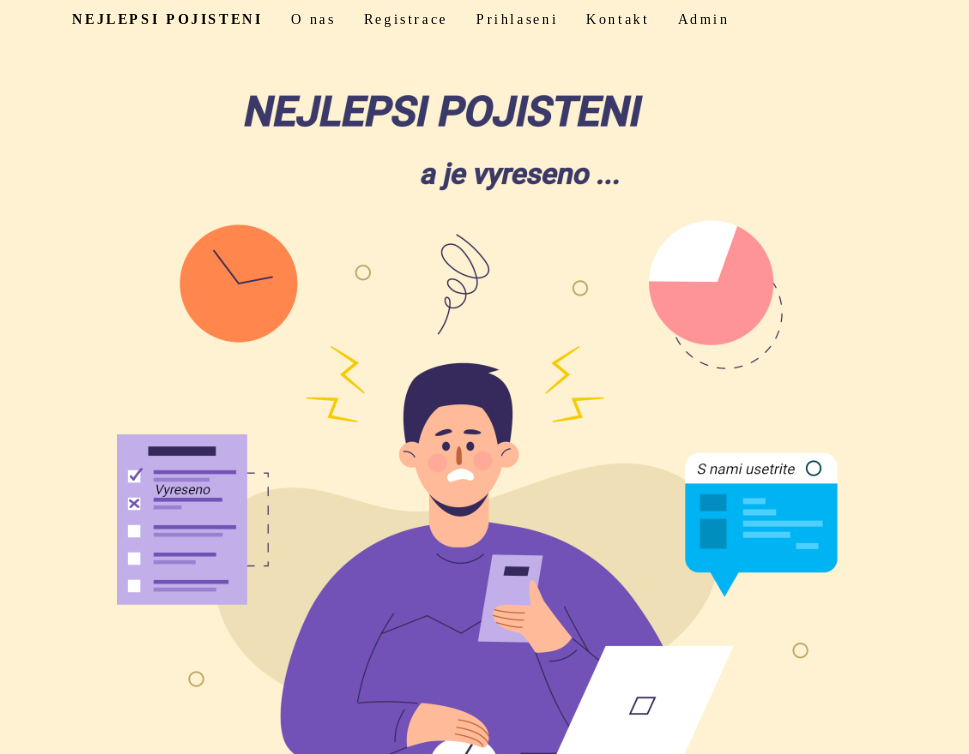 NEJLEPSI POJISTENI O nas Registrace Prihlaseni Kontakt Admin
NEJLEPSI POJISTENI
a je vyreseno ...
S nami usetrite
Vyreseno